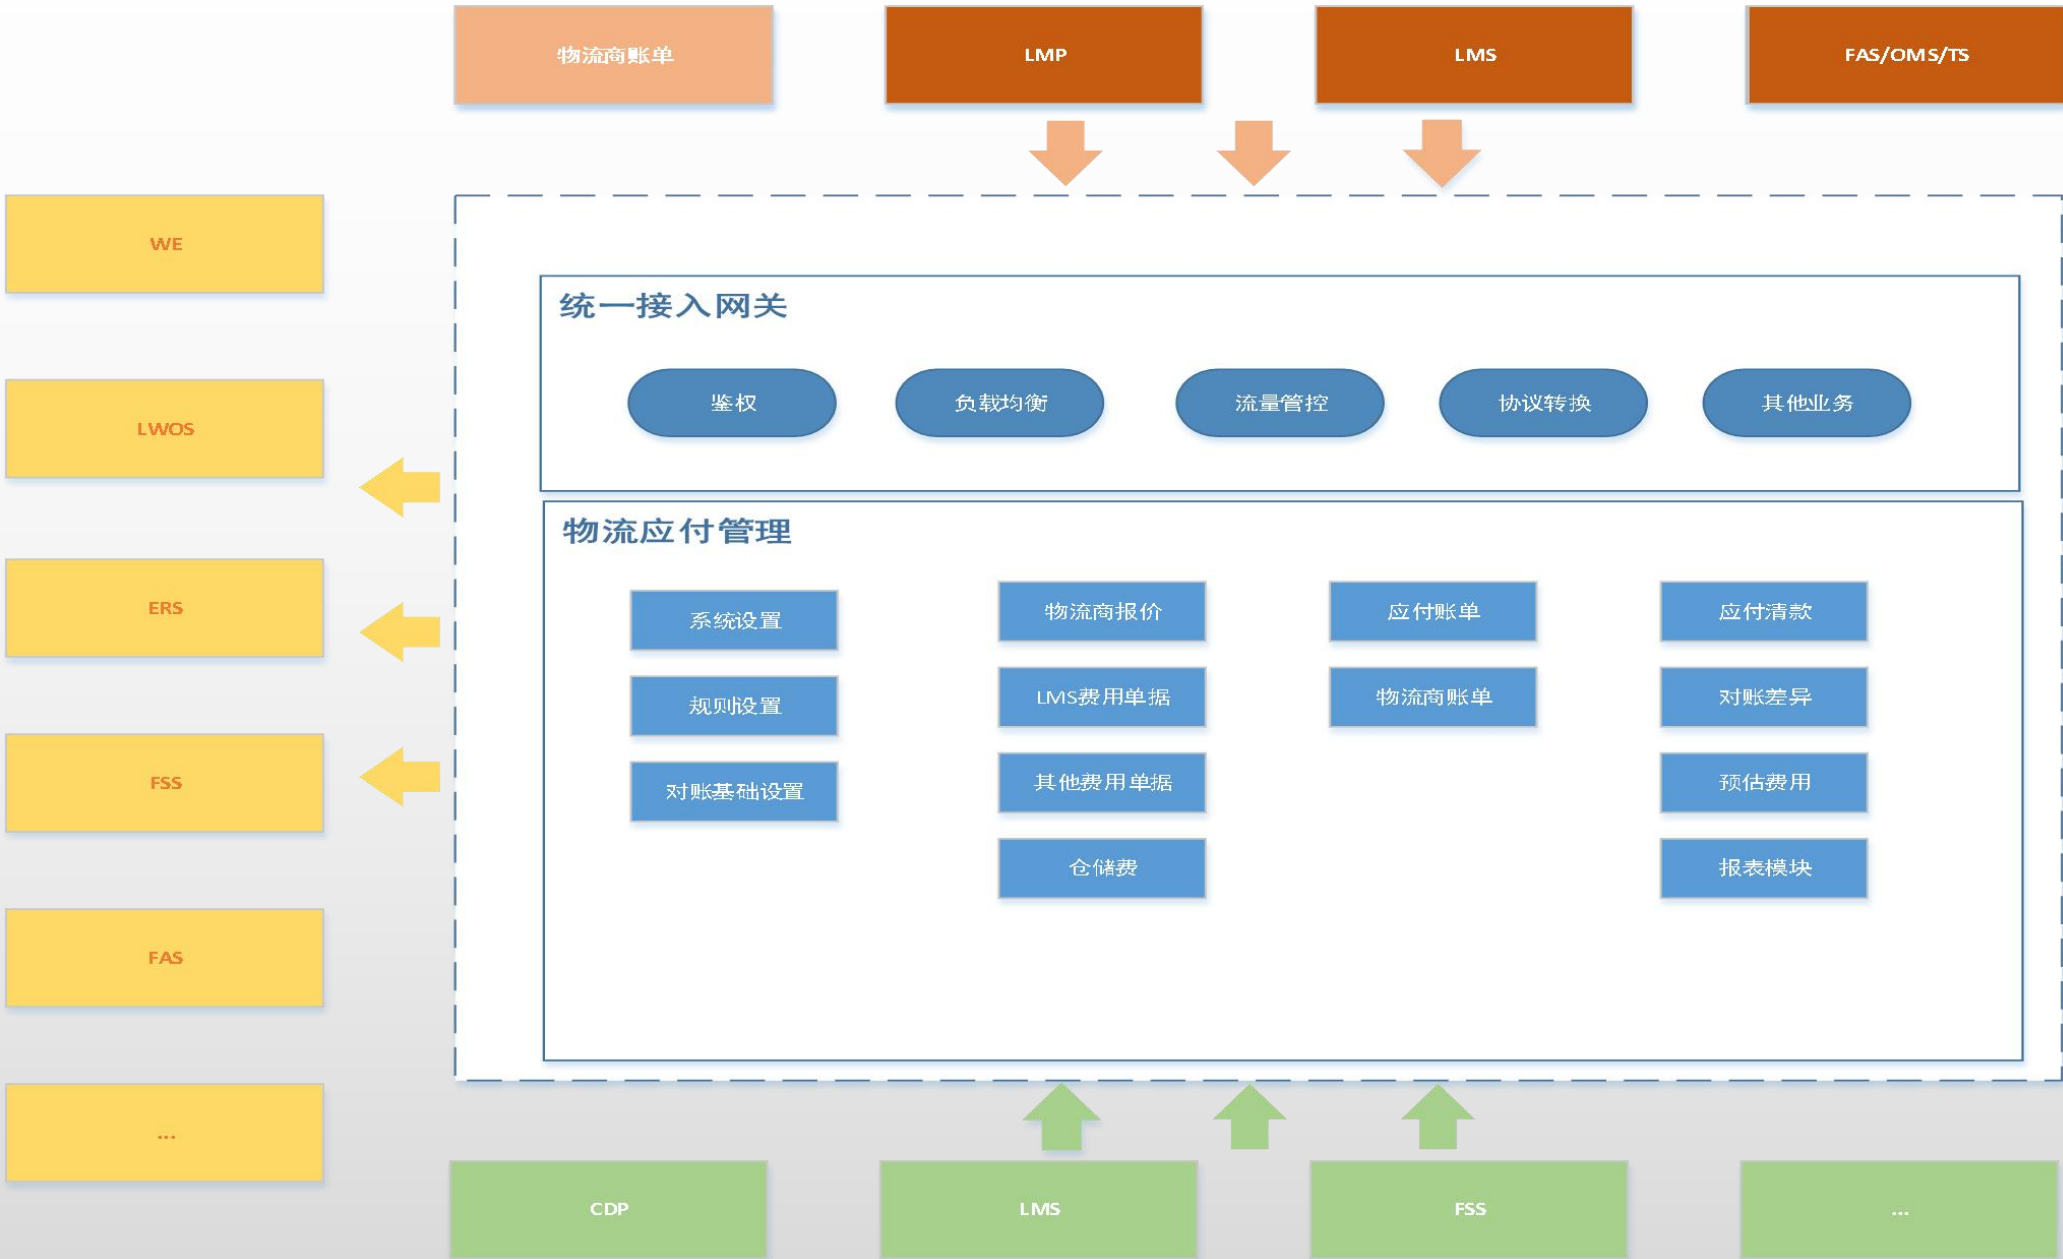 物流商账单
LMP
LMS
FAS/OMS/TS
WE
LWOS
ERS
FSS
FAS
...
统一接入网关
鉴权
负载均衡
流量管控
协议转换
其他业务
物流应付管理
系统设置
规则设置
对账基础设置
物流商报价
LMS费用单据
其他费用单据
仓储费
应付账单
物流商账单
应付清款
对账差异
预估费用
报表模块
CDP
LMS
FSS
...